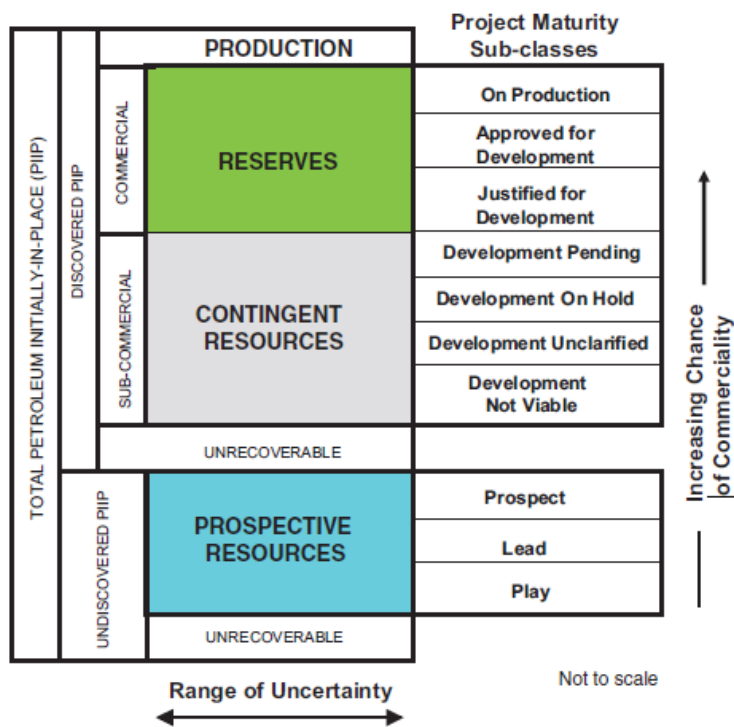 Project Maturity
Sub-classes
PRODUCTION
TOTAL PETROLEUM INITIALLY-IN-PLACE (PIIP)
DISCOVERED PIIP
COMMERCIAL
RESERVES
On Production
Approved for
Development
Justified for
Development
SUB-COMMERCIAL
CONTINGENT
RESOURCES
Development Pending
Development On Hold
Development Unclarified
Development
Not Viable
UNRECOVERABLE
UNDISCOVERED PIIP
PROSPECTIVE
RESOURCES
Prospect
Lead
Play
UNRECOVERABLE
Increasing Chance
of Commerciality
Range of Uncertainty
Not to scale